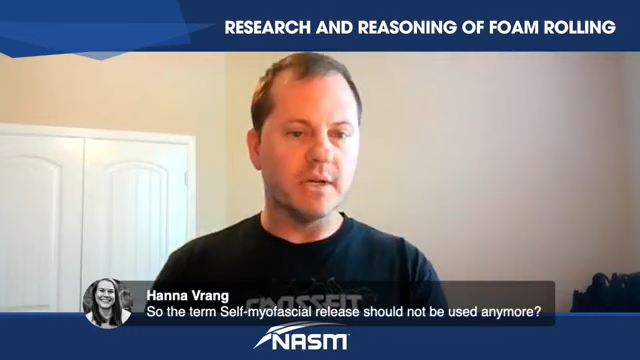 RESEARCH AND REASONING OF FOAM ROLLING
CROSSFIT
Hanna Vrang
So the term Self-myofascial release should not be used anymore?
NASM